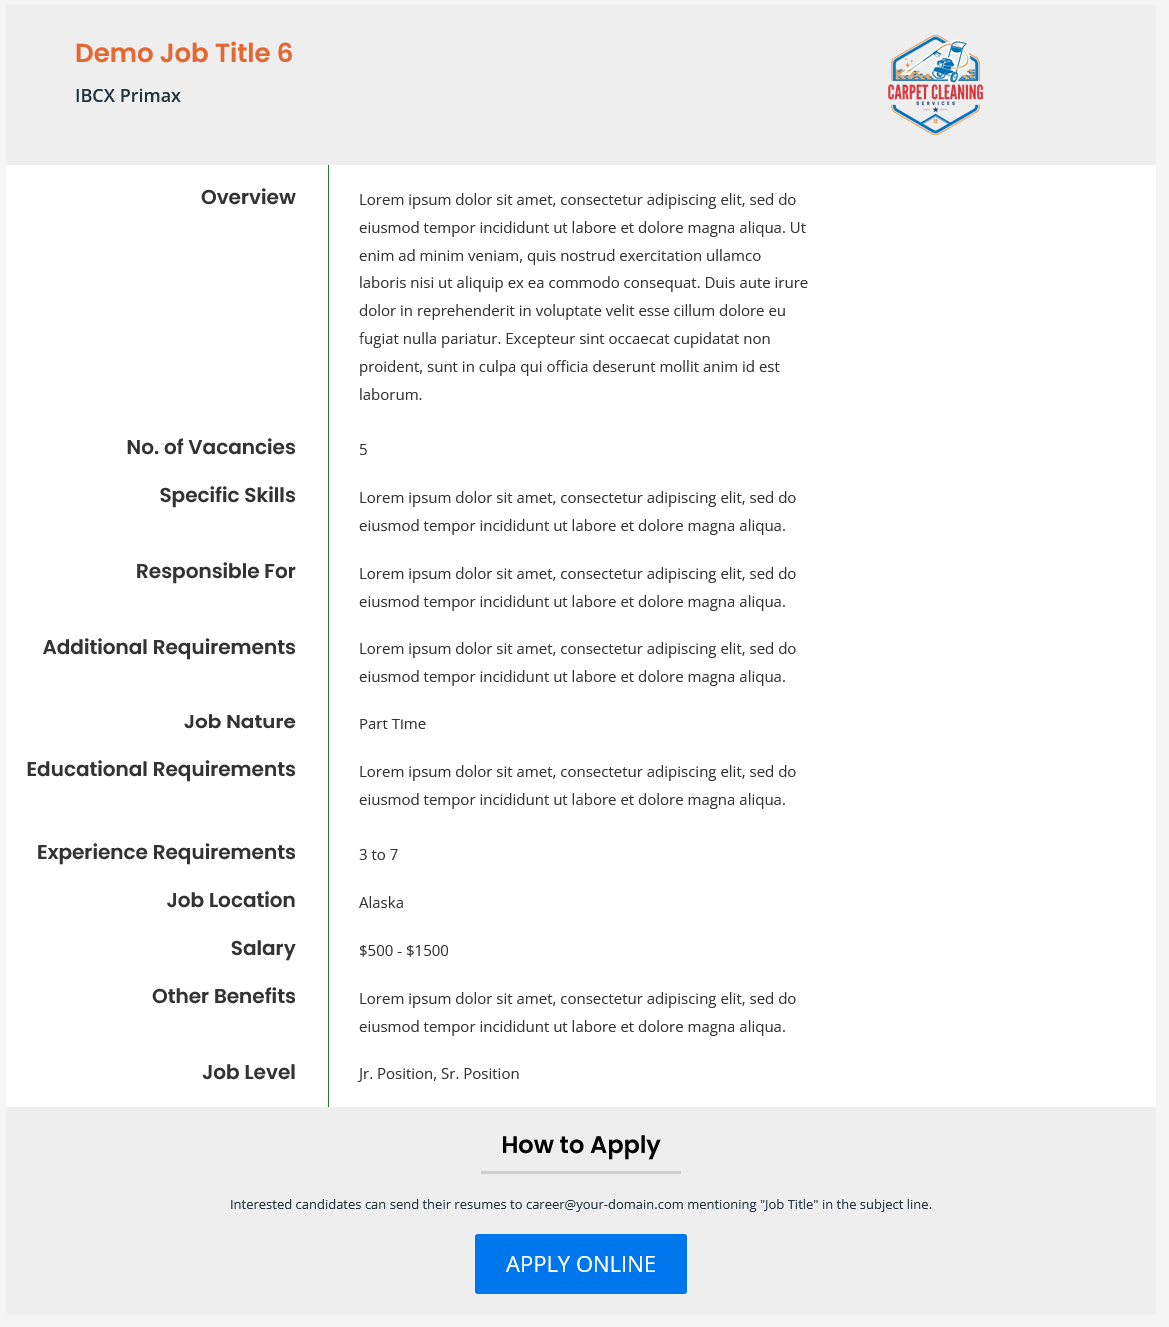 Demo Job Title 6
IBCX Primax
CARPET CLEANING
SERVICES
Overview
Lorem ipsum dolor sit amet, consectetur adipiscing elit, sed do
eiusmod tempor incididunt ut labore et dolore magna aliqua. Ut
enim ad minim veniam, quis nostrud exercitation ullamco
laboris nisi ut aliquip ex ea commodo consequat. Duis aute irure
dolor in reprehenderit in voluptate velit esse cillum dolore eu
fugiat nulla pariatur. Excepteur sint occaecat cupidatat non
proident, sunt in culpa qui officia deserunt mollit anim id est
laborum.
No. of Vacancies
5
Specific Skills
Lorem ipsum dolor sit amet, consectetur adipiscing elit, sed do
eiusmod tempor incididunt ut labore et dolore magna aliqua.
Responsible For
Lorem ipsum dolor sit amet, consectetur adipiscing elit, sed do
eiusmod tempor incididunt ut labore et dolore magna aliqua.
Additional Requirements
Lorem ipsum dolor sit amet, consectetur adipiscing elit, sed do
eiusmod tempor incididunt ut labore et dolore magna aliqua.
Job Nature
Part Time
Educational Requirements
Lorem ipsum dolor sit amet, consectetur adipiscing elit, sed do
eiusmod tempor incididunt ut labore et dolore magna aliqua.
Experience Requirements
3 to 7
Job Location
Alaska
Salary
$500 - $1500
Other Benefits
Lorem ipsum dolor sit amet, consectetur adipiscing elit, sed do
eiusmod tempor incididunt ut labore et dolore magna aliqua.
Job Level
Jr. Position, Sr. Position
How to Apply
Interested candidates can send their resumes to career@your-domain.com mentioning "Job Title" in the subject line.
APPLY ONLINE